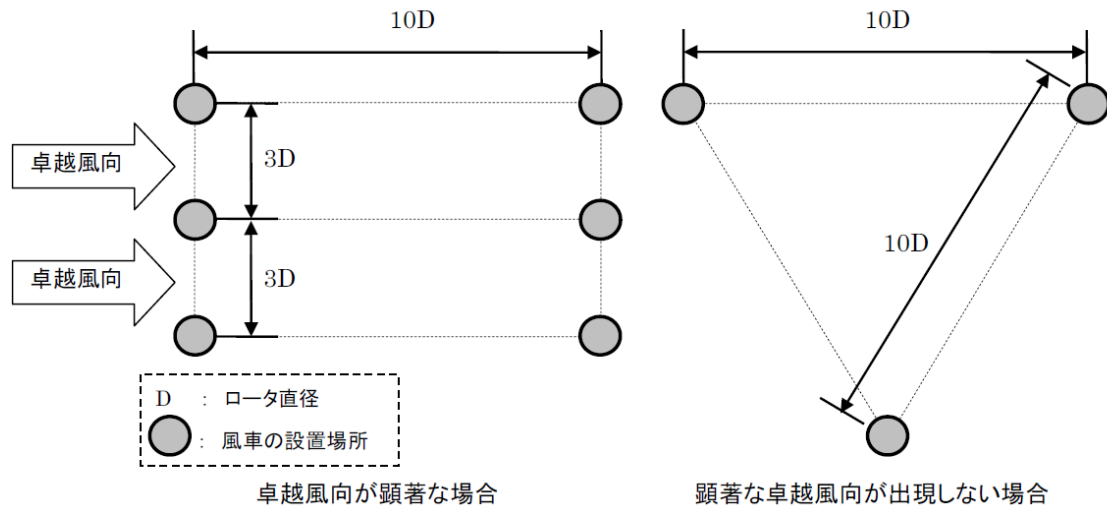 10D
10D
卓越風向
3D
10D
卓越風向
3D
D : ロータ直径
: 風車の設置場所
卓越風向が顕著な場合
顕著な卓越風向が出現しない場合